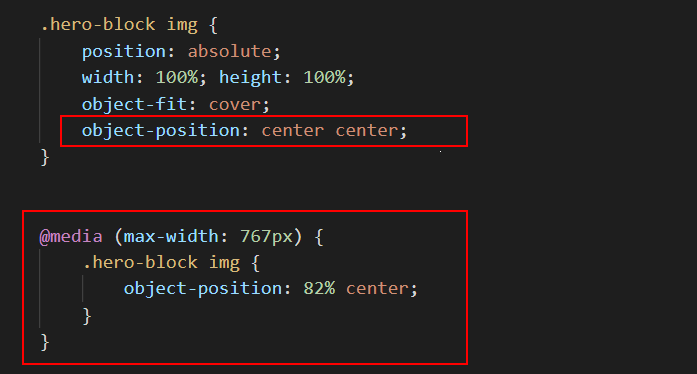 .hero-block img {
position: absolute;
width: 100%; height: 100%;
object-fit: cover;
object-position: center center;
}
@media (max-width: 767px) {
.hero-block img {
object-position: 82% center;
}
}